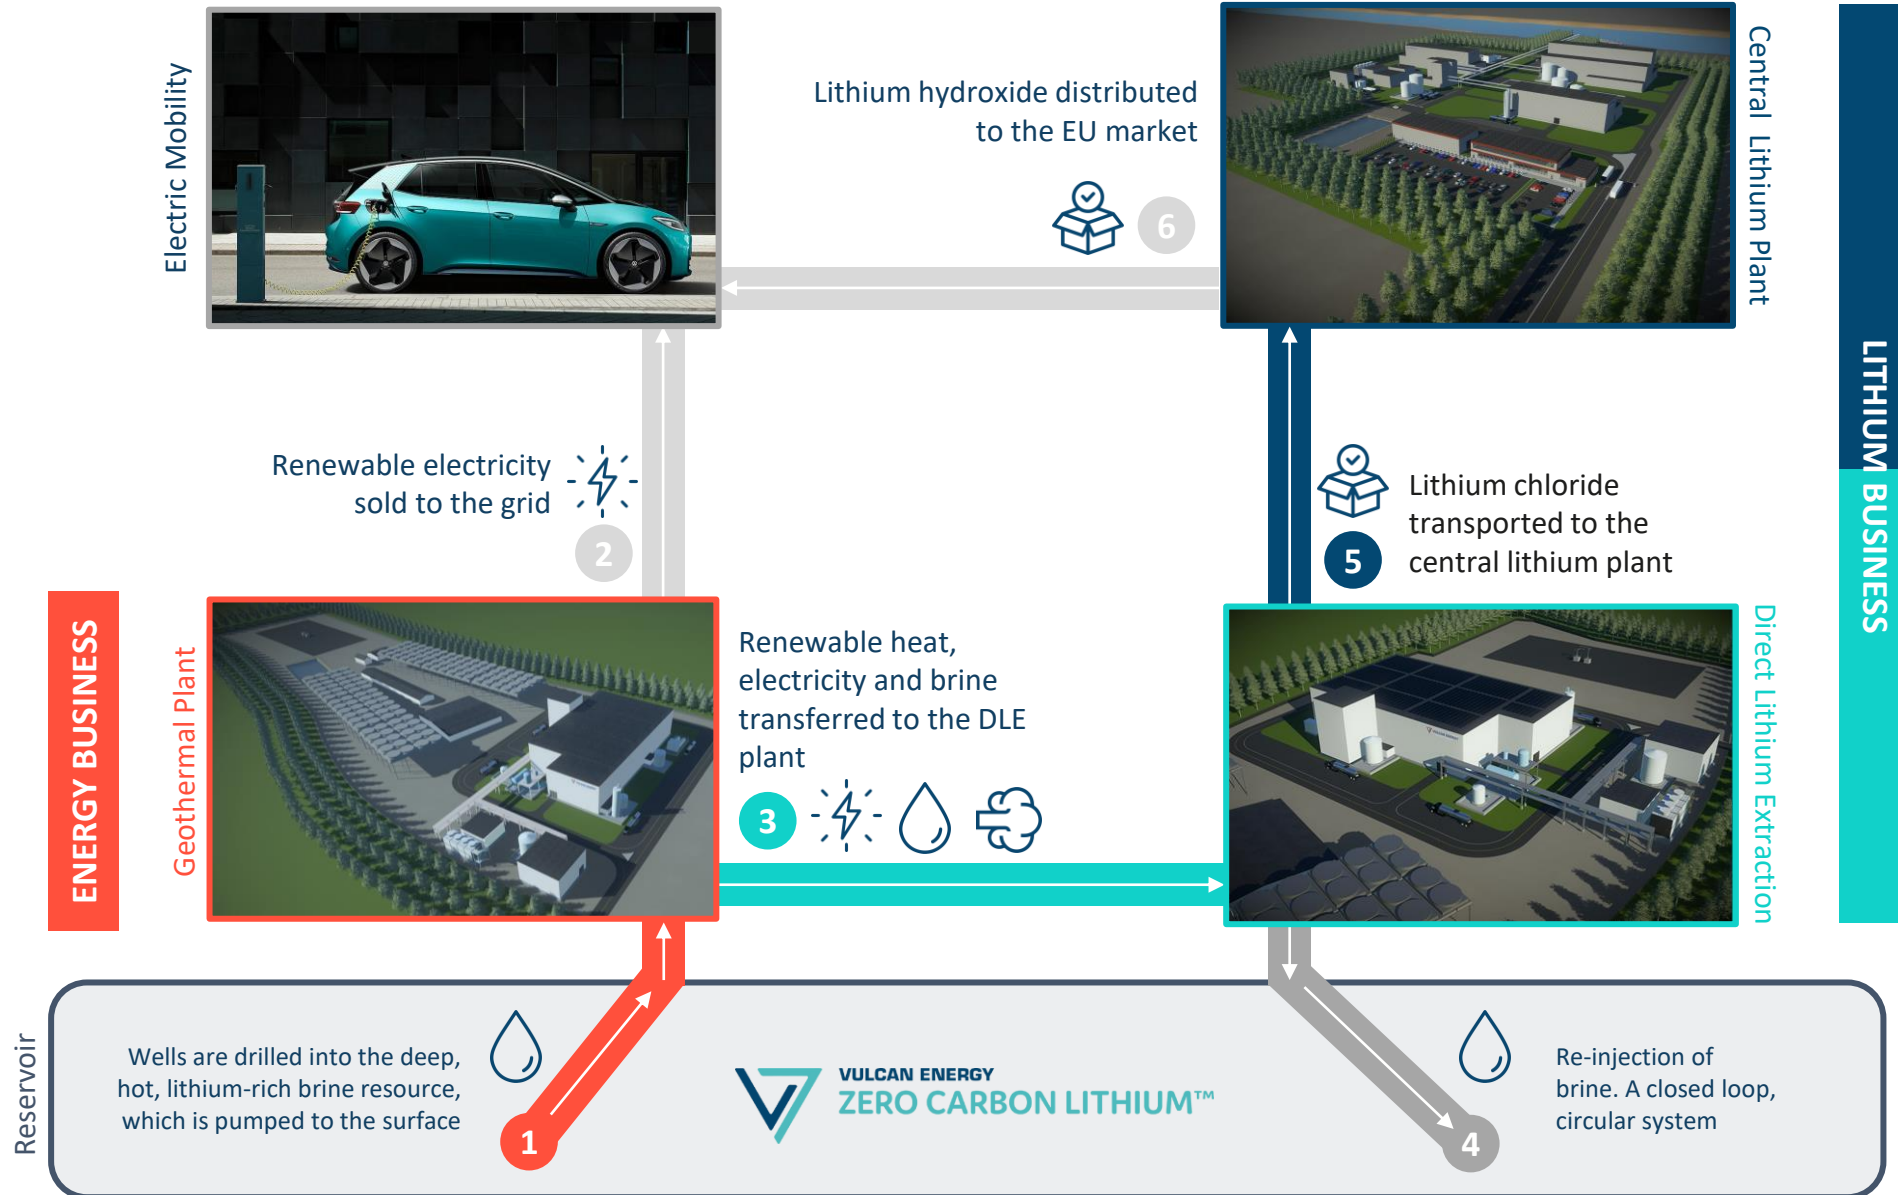 Electric Mobility
Lithium hydroxide distributed
to the EU market
6
Central Lithium Plant
Renewable electricity
sold to the grid
2
Lithium chloride
transported to the
central lithium plant
5
LITHIUM BUSINESS
ENERGY BUSINESS
Geothermal Plant
Renewable heat,
electricity and brine
transferred to the DLE
plant
3
Direct Lithium Extraction
Reservoir
Wells are drilled into the deep,
hot, lithium-rich brine resource,
which is pumped to the surface
1
VULCAN ENERGY
ZERO CARBON LITHIUM™
4
Re-injection of
brine. A closed loop,
circular system